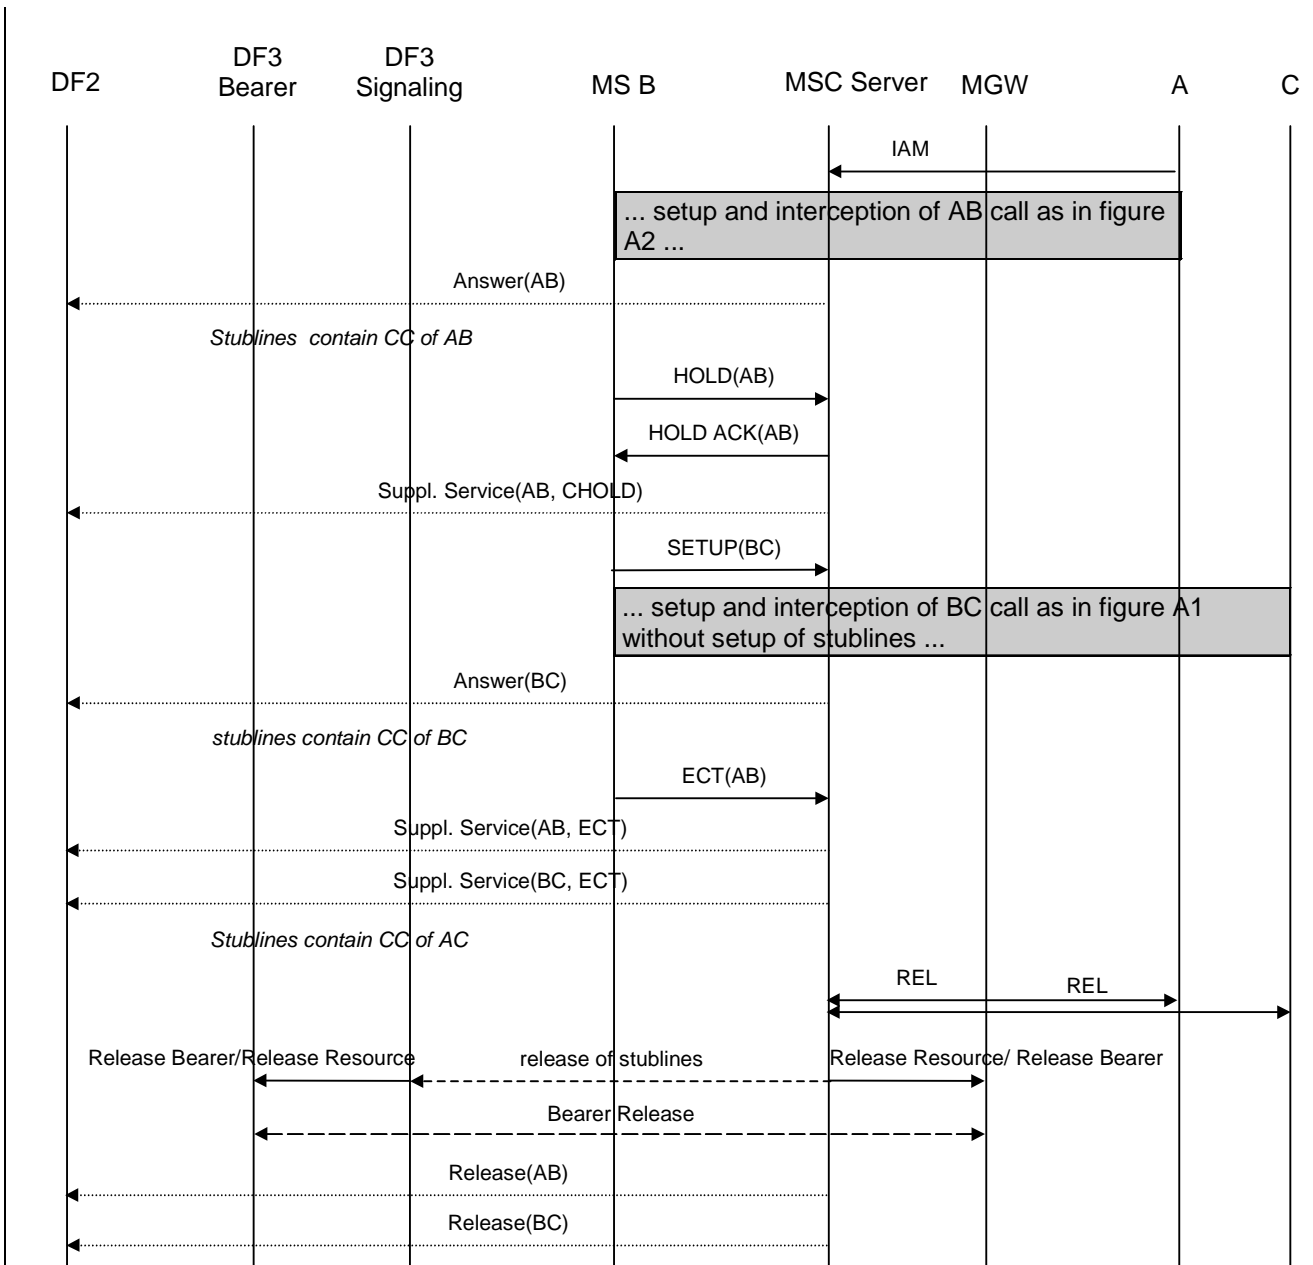 DF2
DF3
Bearer
DF3
Signaling
MS B
MSC Server
MGW
A
C
IAM
... setup and interception of AB call as in figure
A2 ...
Answer(AB)
Stublines contain CC of AB
HOLD(AB)
HOLD ACK(AB)
Suppl. Service(AB, CHOLD)
SETUP(BC)
... setup and interception of BC call as in figure A1
without setup of stublines ...
Answer(BC)
stublines contain CC of BC
ECT(AB)
Suppl. Service(AB, ECT)
Suppl. Service(BC, ECT)
Stublines contain CC of AC
REL
REL
Release Bearer/Release Resource
release of stublines
Release Resource/ Release Bearer
Bearer Release
Release(AB)
Release(BC)